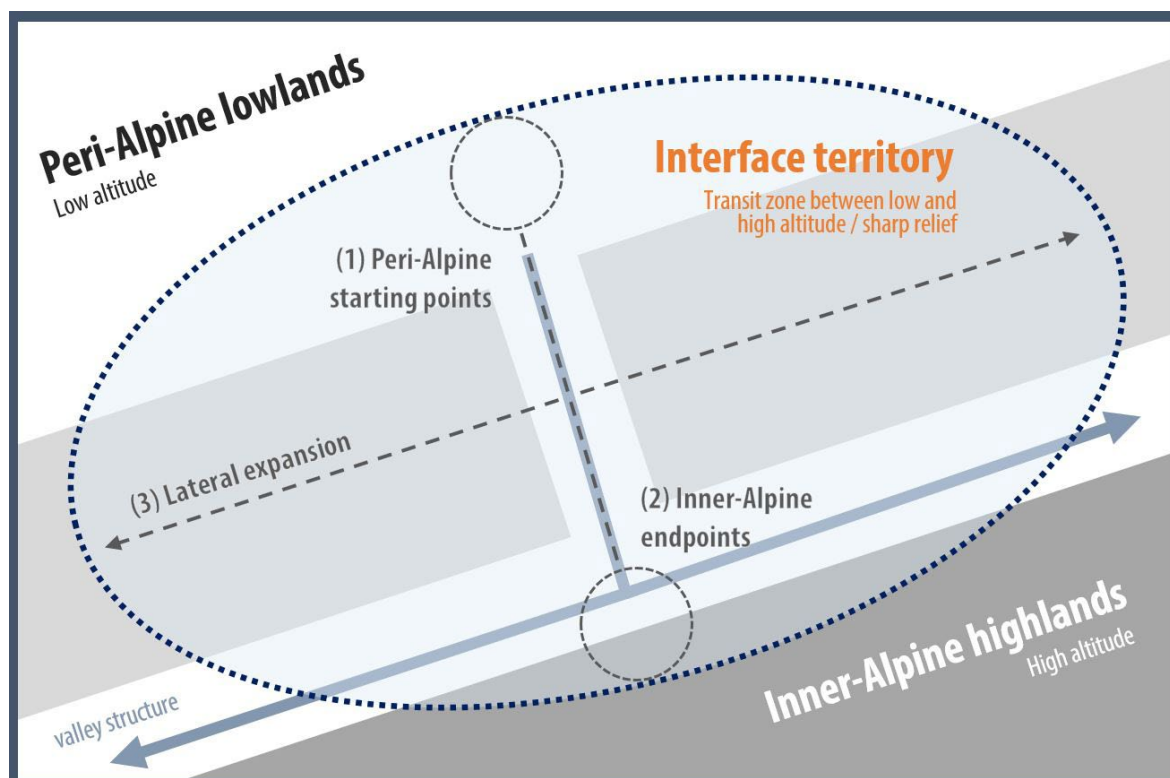 Peri-Alpine lowlands
Low altitude
Interface territory
Transit zone between low and
high altitude / sharp relief
(1) Peri-Alpine
starting points
(3) Lateral expansion
(2) Inner-Alpine
endpoints
Inner-Alpine highlands
High altitude
valley structure